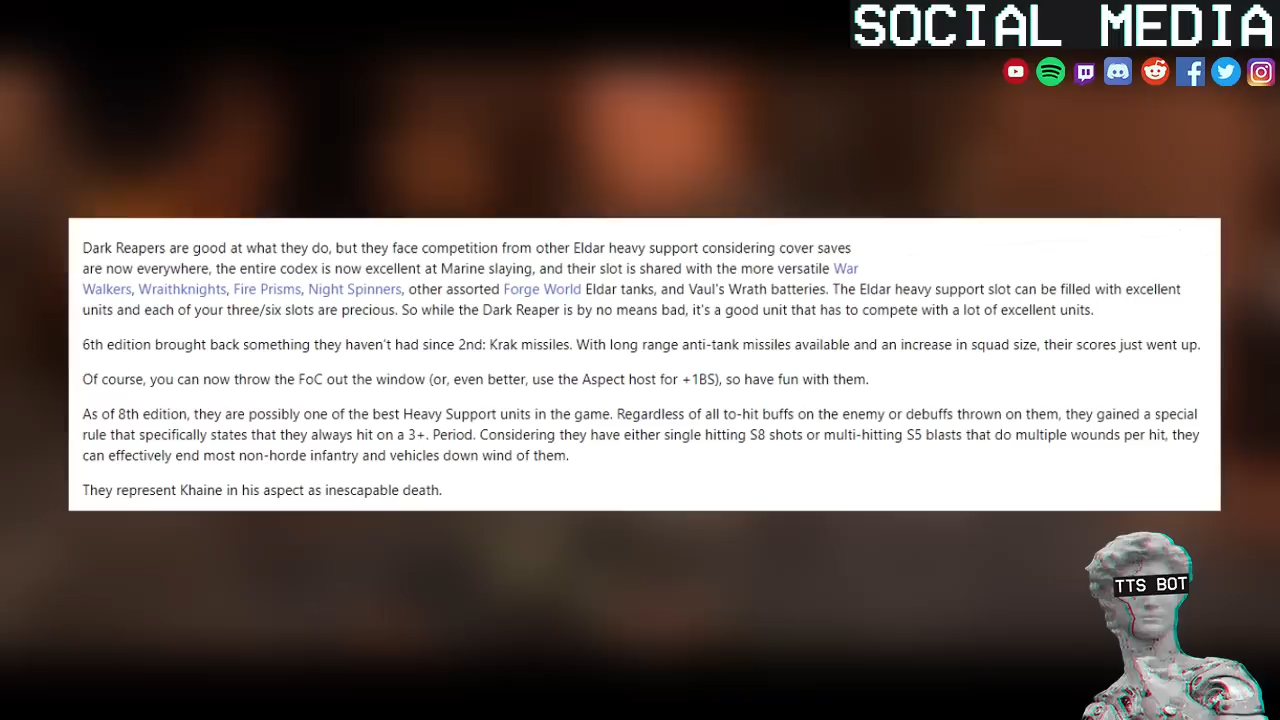 SOCIAL MEDIA
Dark Reapers are good at what they do, but they face competition from other Eldar heavy support considering cover saves
are now everywhere, the entire codex is now excellent at Marine slaying, and their slot is shared with the more versatile War
Walkers, Wraithknights, Fire Prisms, Night Spinners, other assorted Forge World Eldar tanks, and Vaul's Wrath batteries. The Eldar heavy support slot can be filled with excellent
units and each of your three/six slots are precious. So while the Dark Reaper is by no means bad, it's a good unit that has to compete with a lot of excellent units.
6th edition brought back something they haven't had since 2nd: Krak missiles. With long range anti-tank missiles available and an increase in squad size, their scores just went up.
Of course, you can now throw the FoC out the window (or, even better, use the Aspect host for +1BS), so have fun with them.
As of 8th edition, they are possibly one of the best Heavy Support units in the game. Regardless of all to-hit buffs on the enemy or debuffs thrown on them, they gained a special
rule that specifically states that they always hit on a 3+. Period. Considering they have either single hitting S8 shots or multi-hitting S5 blasts that do multiple wounds per hit, they
can effectively end most non-horde infantry and vehicles down wind of them.
They represent Khaine in his aspect as inescapable death.
TTS BOT